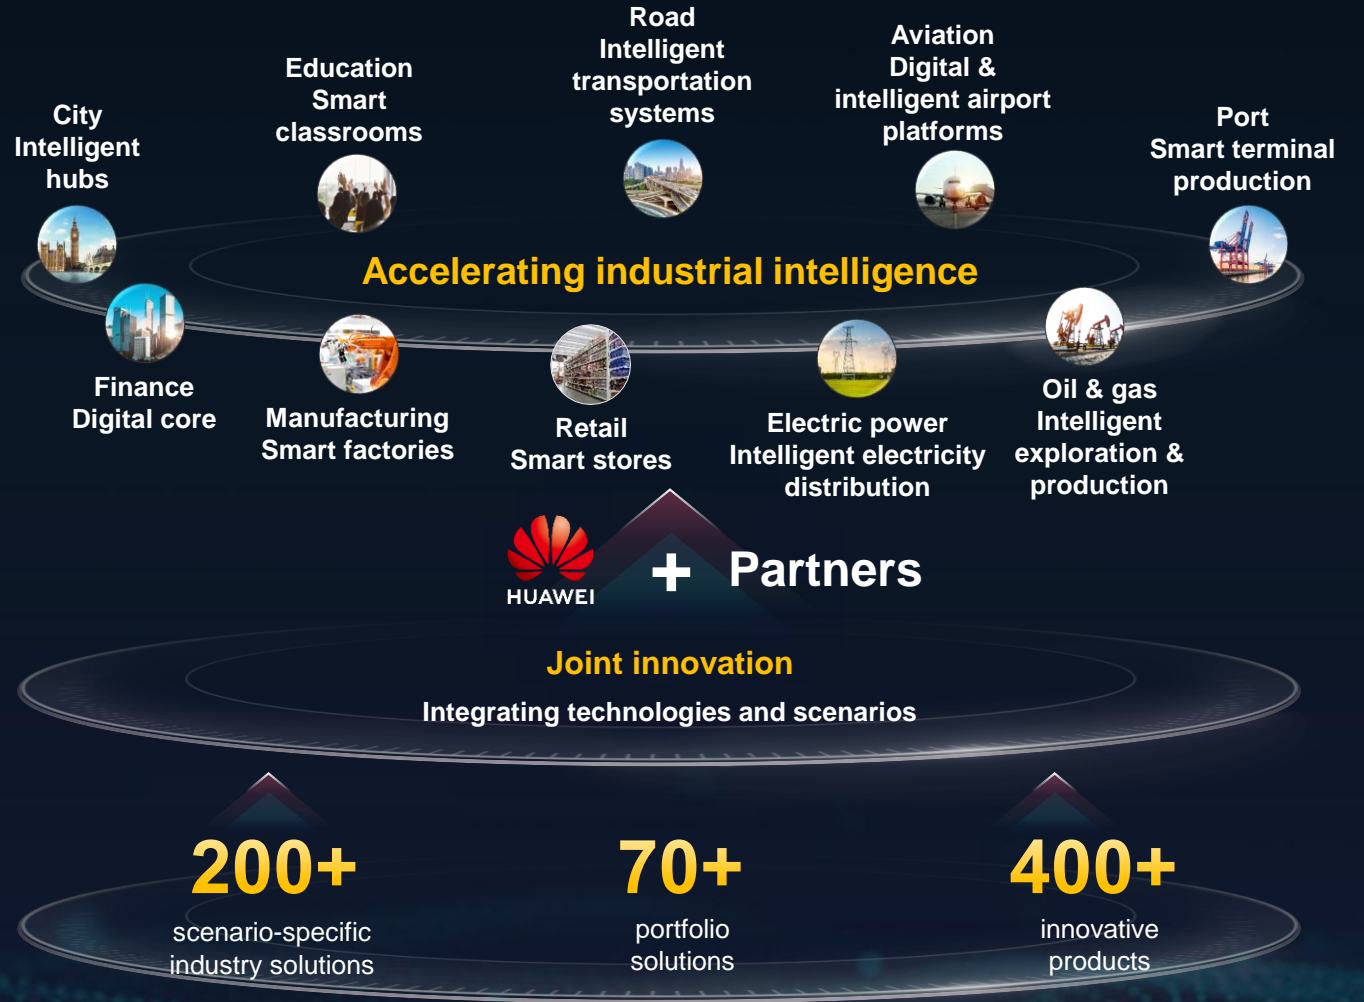 City
Intelligent
hubs
Education
Smart
classrooms
Road
Intelligent
transportation
systems
Aviation
Digital &
intelligent airport
platforms
Port
Smart terminal
production
Accelerating industrial intelligence
Finance
Digital core
Manufacturing
Smart factories
Retail
Smart stores
Electric power
Intelligent electricity
distribution
Oil & gas
Intelligent
exploration &
production
HUAWEI
+ Partners
Joint innovation
Integrating technologies and scenarios
200+
scenario-specific
industry solutions
70+
portfolio
solutions
400+
innovative
products